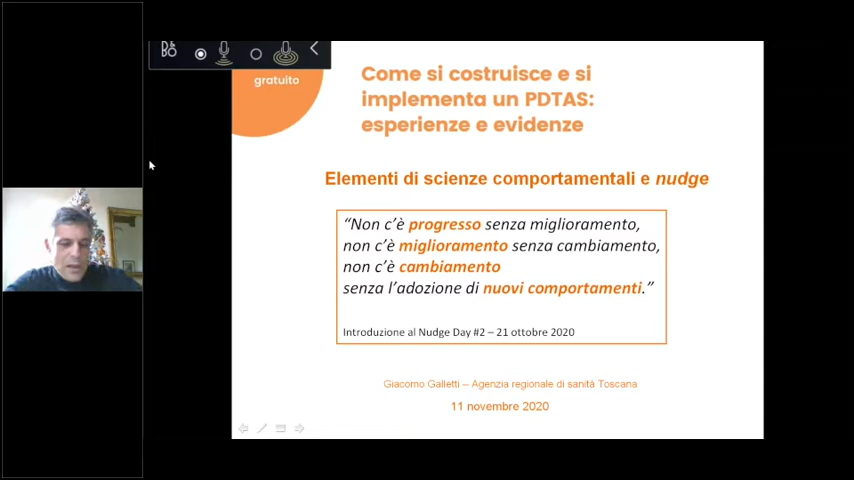 DEBO
gratuito
Come si costruisce e si
implementa un PDTAS:
esperienze e evidenze
Elementi di scienze comportamentali e nudge
“Non c’è progresso senza miglioramento,
non c’è miglioramento senza cambiamento,
non c’è cambiamento
senza l’adozione di nuovi comportamenti.”
Introduzione al Nudge Day #2 – 21 ottobre 2020
Giacomo Galletti – Agenzia regionale di sanità Toscana
11 novembre 2020